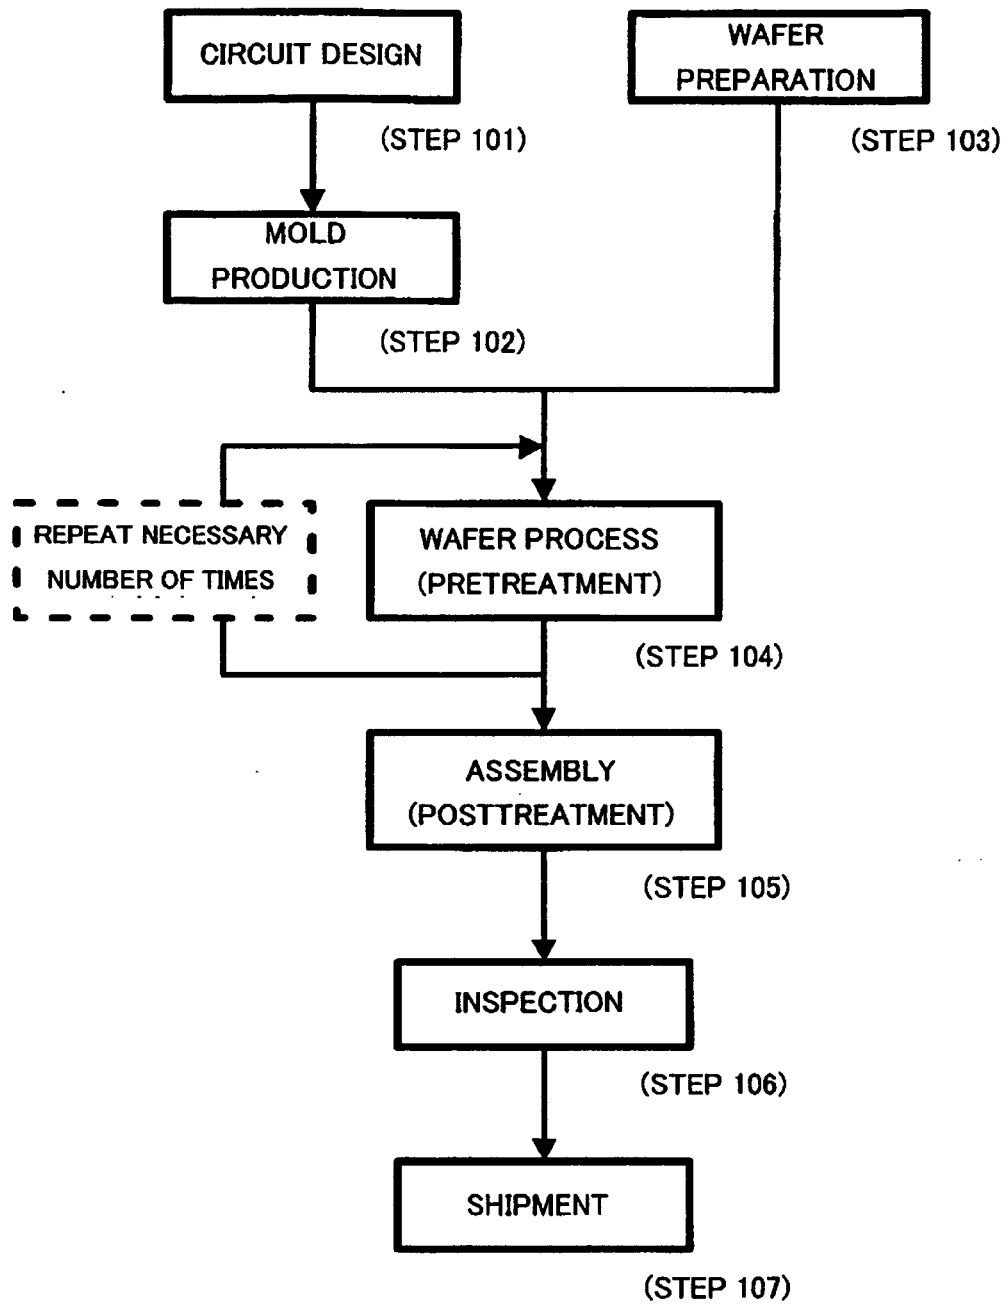 CIRCUIT DESIGN
(STEP 101)
WAFER
PREPARATION
(STEP 103)
MOLD
PRODUCTION
(STEP 102)
REPEAT NECESSARY
NUMBER OF TIMES
WAFER PROCESS
(PRETREATMENT)
(STEP 104)
ASSEMBLY
(POSTTREATMENT)
(STEP 105)
INSPECTION
(STEP 106)
SHIPMENT
(STEP 107)